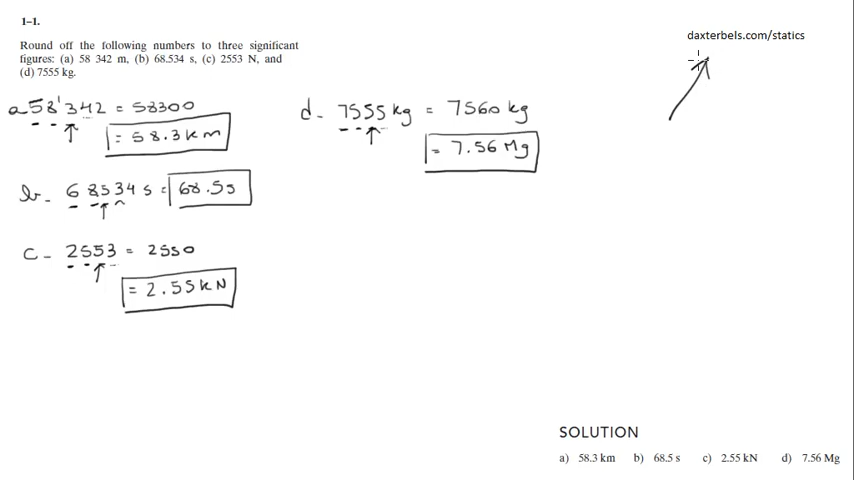 1–1.
Round off the following numbers to three significant
figures: (a) 58 342 m, (b) 68.534 s, (c) 2553 N, and
(d) 7555 kg.
daxterbels.com/statics
a 58'342 = 58300
= 58.3 km
b - 68534 s = 68.5s
c - 2553 = 2550
= 2.55 kN
d - 7555 kg = 7560 kg
= 7.56 Mg
SOLUTION
a) 58.3 km b) 68.5 s c) 2.55 kN d) 7.56 Mg